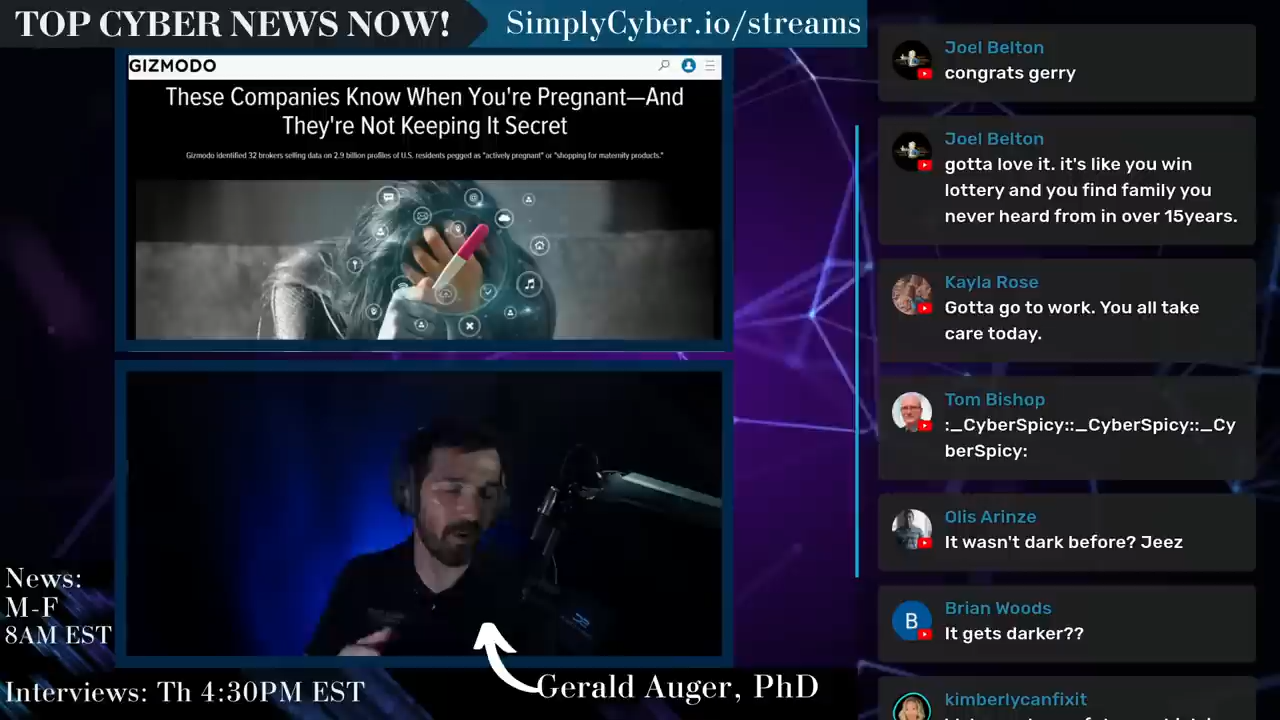 TOP CYBER NEWS NOW!
SimplyCyber.io/streams
GIZMODO
These Companies Know When You're Pregnant—And
They're Not Keeping It Secret
Gizmodo identified 32 brokers selling data on 2.9 billion profiles of U.S. residents pegged as "actively pregnant" or "shopping for maternity products."
News:
M-F
8AM EST
Interviews: Th 4:30PM EST
Gerald Auger, PhD
Joel Belton
congrats gerry
Joel Belton
gotta love it. it's like you win
lottery and you find family you
never heard from in over 15years.
Kayla Rose
Gotta go to work. You all take
care today.
Tom Bishop
:_CyberSpicy::_CyberSpicy::_Cy
berSpicy:
Olis Arinze
It wasn't dark before? Jeez
B
Brian Woods
It gets darker??
kimberlycanfixit